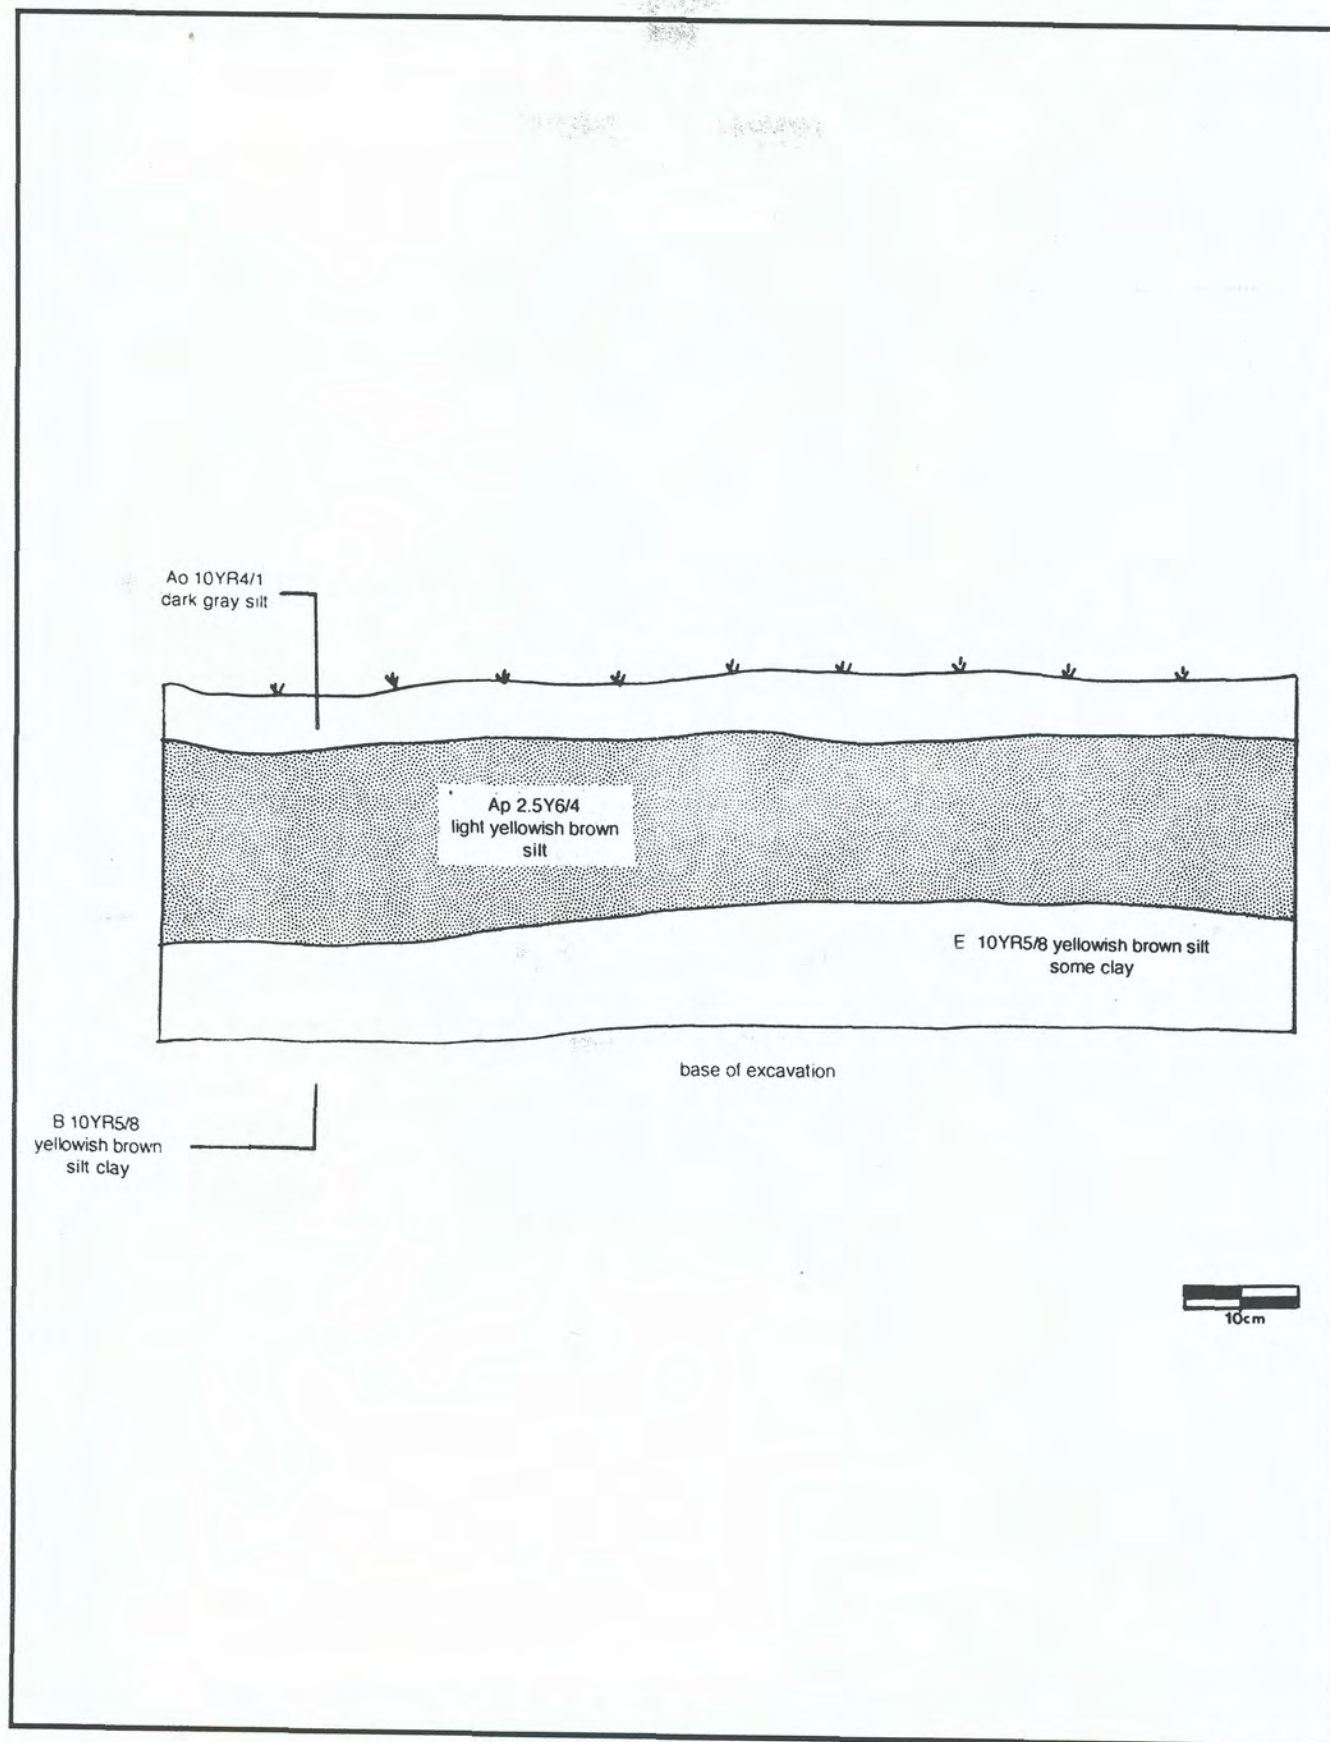 Ao 10YR4/1
dark gray silt
Ap 2.5Y6/4
light yellowish brown
silt
E 10YR5/8 yellowish brown silt
some clay
base of excavation
B 10YR5/8
yellowish brown
silt clay
10cm